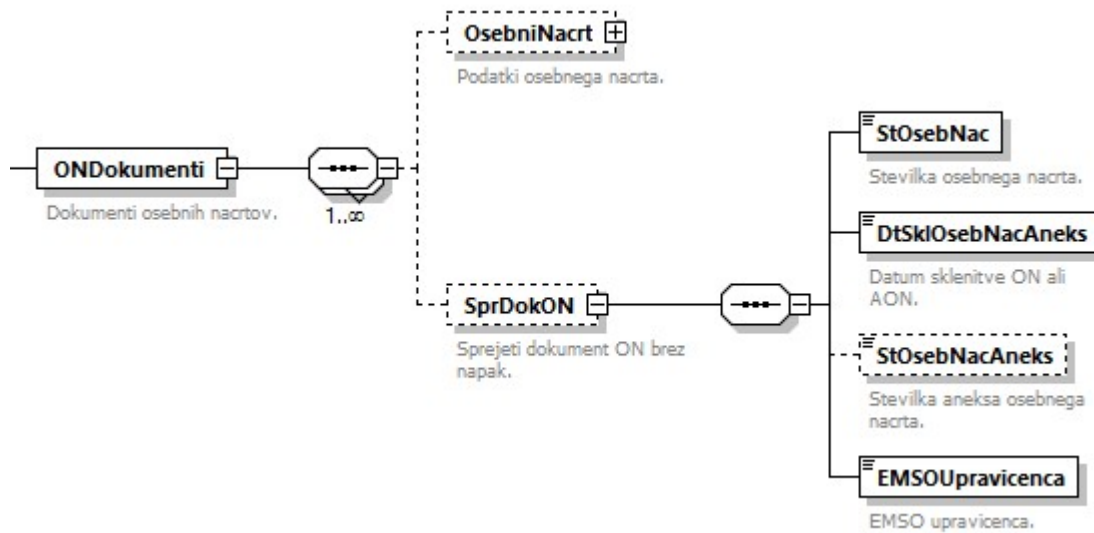 OsebniNacrt
Podatki osebnega nacrta.
ONDokumenti
Dokumenti osebnih nacrtov.
1..∞
SprDokON
Sprejeti dokument ON brez
napak.
StOsebNac
Stevilka osebnega nacrta.
DtSklOsebNacAneks
Datum sklenitve ON ali
AON.
StOsebNacAneks
Stevilka aneksa osebnega
nacrta.
EMSOUpravicenca
EMSO upravicenca.